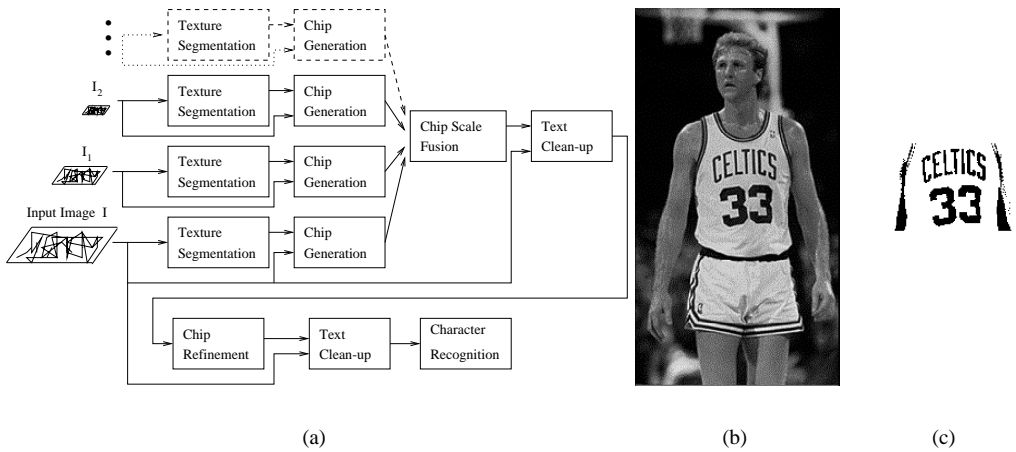 Texture
Segmentation
Chip
Generation
I2
Texture
Segmentation
Chip
Generation
Chip Scale
Fusion
Text
Clean-up
I1
Texture
Segmentation
Chip
Generation
Input Image I
Texture
Segmentation
Chip
Generation
Chip
Refinement
Text
Clean-up
Character
Recognition
CELTICS
33
CELTICS
33
(a)
(b)
(c)